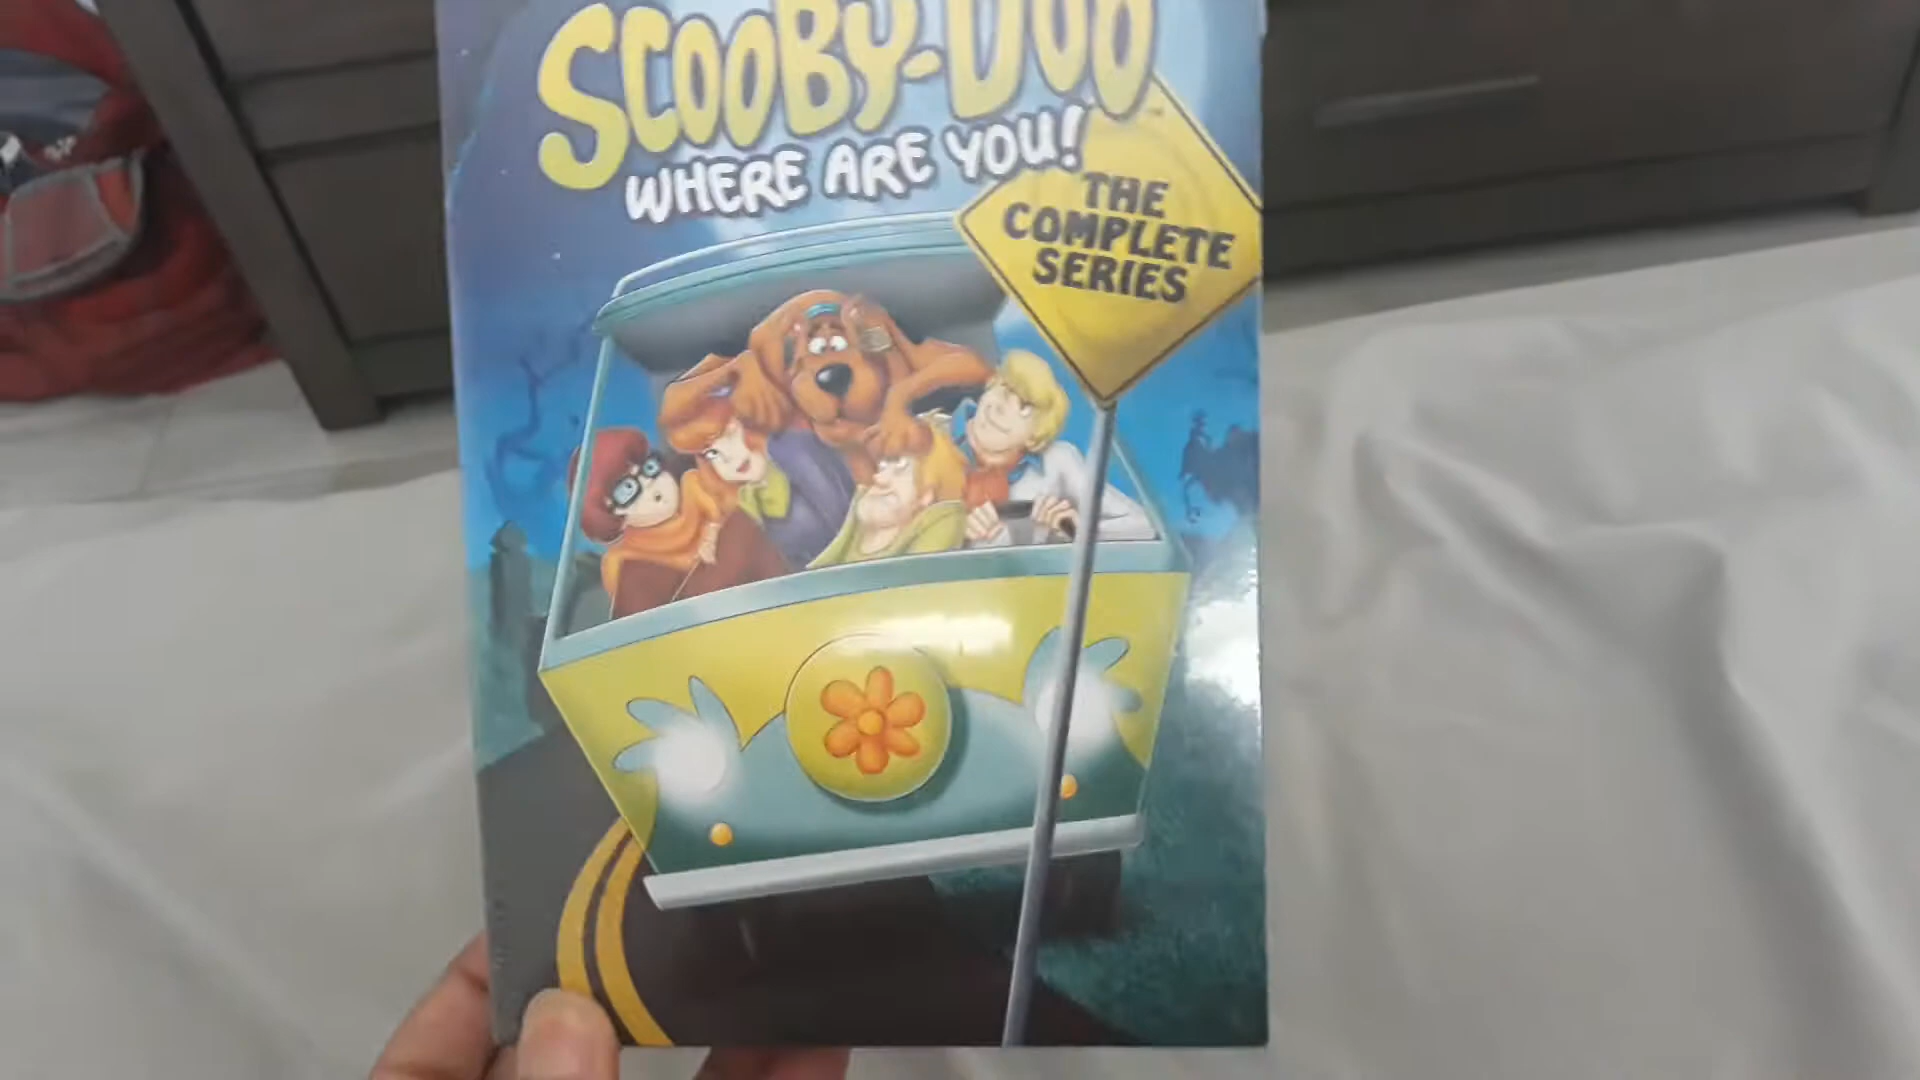 SCOOBY-DOO
WHERE ARE YOU!
THE
COMPLETE
SERIES